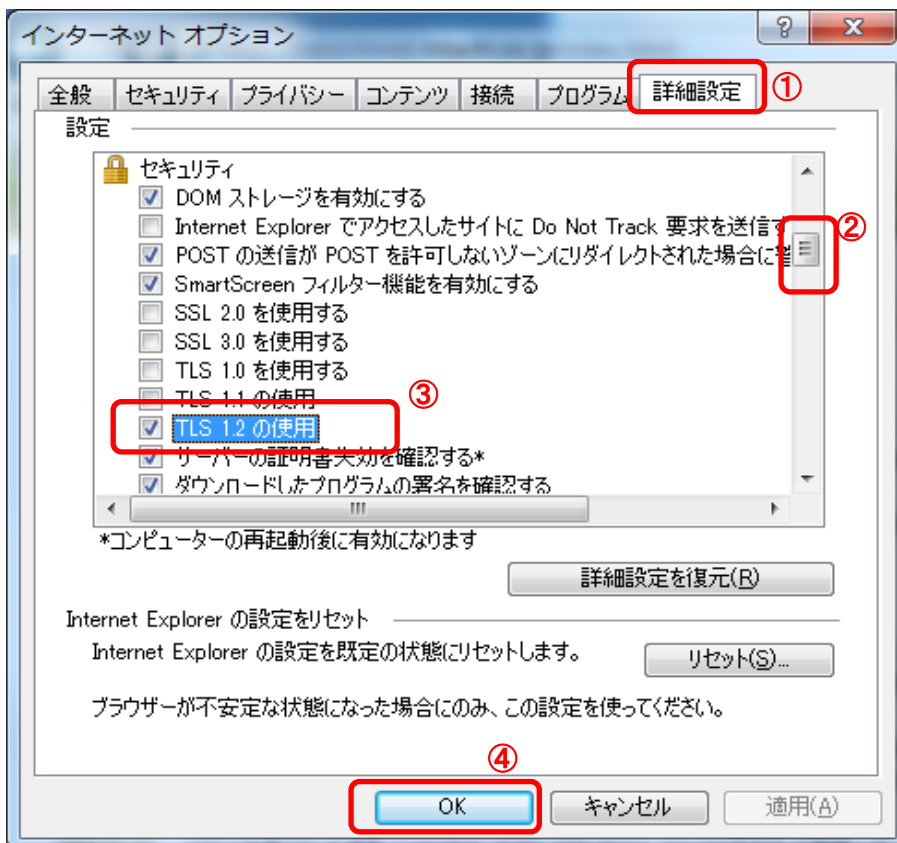 インターネット オプション
全般 セキュリティ プライバシー コンテンツ 接続 プログラム 詳細設定 ①
設定
セキュリティ
DOM ストレージを有効にする
Internet Explorer でアクセスしたサイトに Do Not Track 要求を送信す ②
POST の送信が POST を許可しないゾーンにリダイレクトされた場合に警
SmartScreen フィルター機能を有効にする
SSL 2.0 を使用する
SSL 3.0 を使用する
TLS 1.0 を使用する
TLS 1.1 の使用 ③
TLS 1.2 の使用
サーバーの証明書失効を確認する*
ダウンロードしたプログラムの署名を確認する
*コンピューターの再起動後に有効になります
詳細設定を復元(R)
Internet Explorer の設定をリセット
Internet Explorer の設定を既定の状態にリセットします。 リセット(S)...
ブラウザーが不安定な状態になった場合にのみ、この設定を使ってください。
④
OK キャンセル 適用(A)